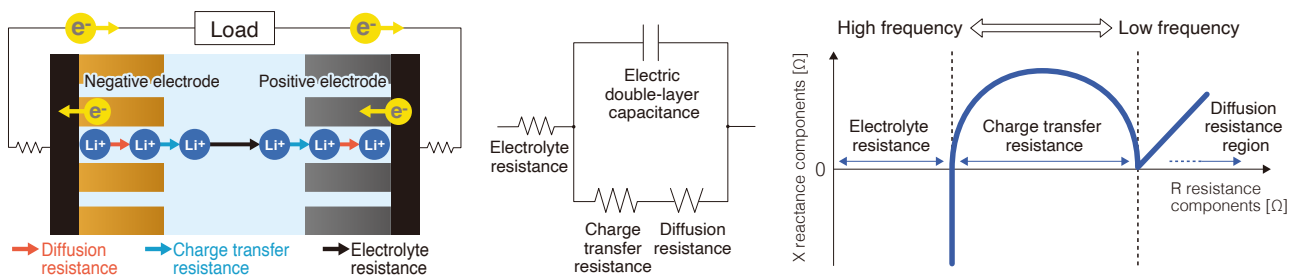 e-
Load
e-
Negative electrode
Positive electrode
e-
e-
Li+
Li+
Li+
Li+
Li+
Li+
Diffusion
resistance
Charge transfer
resistance
Electrolyte
resistance
Electric
double-layer
capacitance
Electrolyte
resistance
Charge
transfer
resistance
Diffusion
resistance
High frequency
Low frequency
X reactance components [Ω]
Electrolyte
resistance
Charge transfer
resistance
Diffusion
resistance
region
0
R resistance
components [Ω]